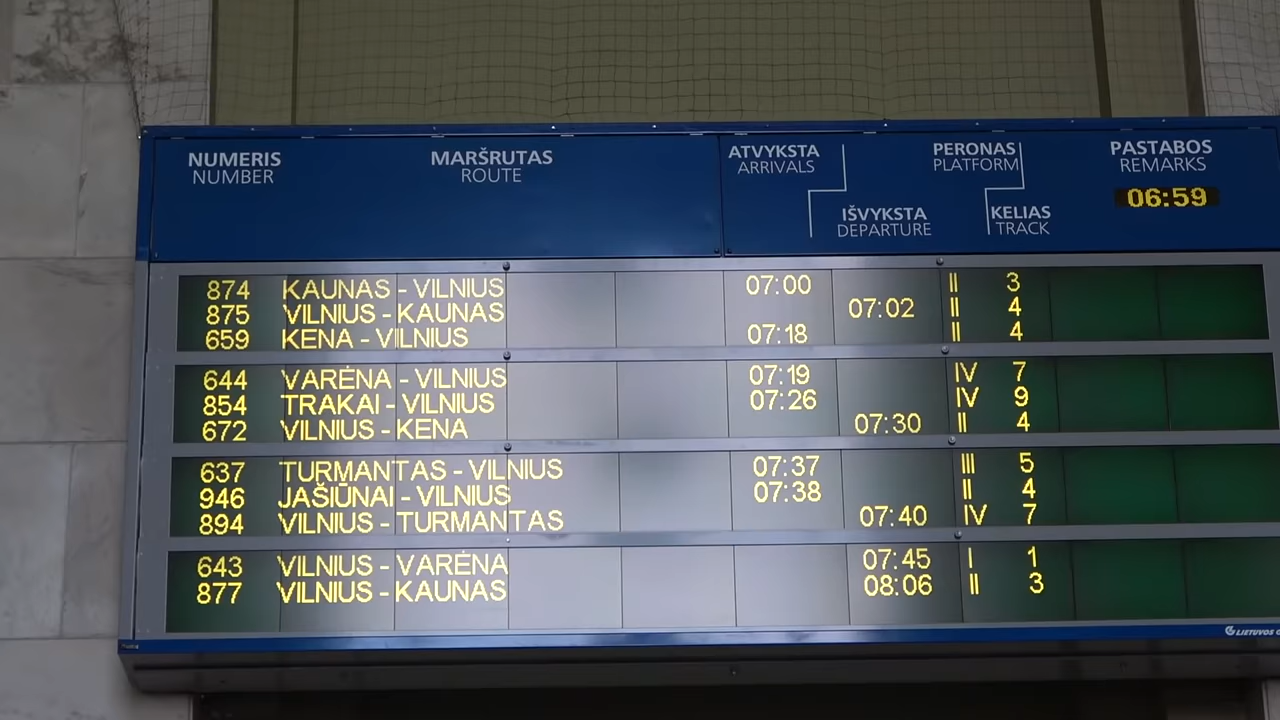 NUMERIS MARŠRUTAS ATVYKSTA PERONAS PASTABOS
NUMBER ROUTE ARRIVALS PLATFORM REMARKS
06:59
IŠVYKSTA KELIAS
DEPARTURE TRACK
874 KAUNAS - VILNIUS 07:00 II 3
875 VILNIUS - KAUNAS 07:02 II 4
659 KENA - VILNIUS 07:18 II 4
644 VARĖNA - VILNIUS 07:19 IV 7
854 TRAKAI - VILNIUS 07:26 IV 9
672 VILNIUS - KENA 07:30 II 4
637 TURMANTAS - VILNIUS 07:37 III 5
946 JAŠIŪNAI - VILNIUS 07:38 II 4
894 VILNIUS - TURMANTAS 07:40 IV 7
643 VILNIUS - VARĖNA 07:45 I 1
877 VILNIUS - KAUNAS 08:06 II 3
LIETUVOS